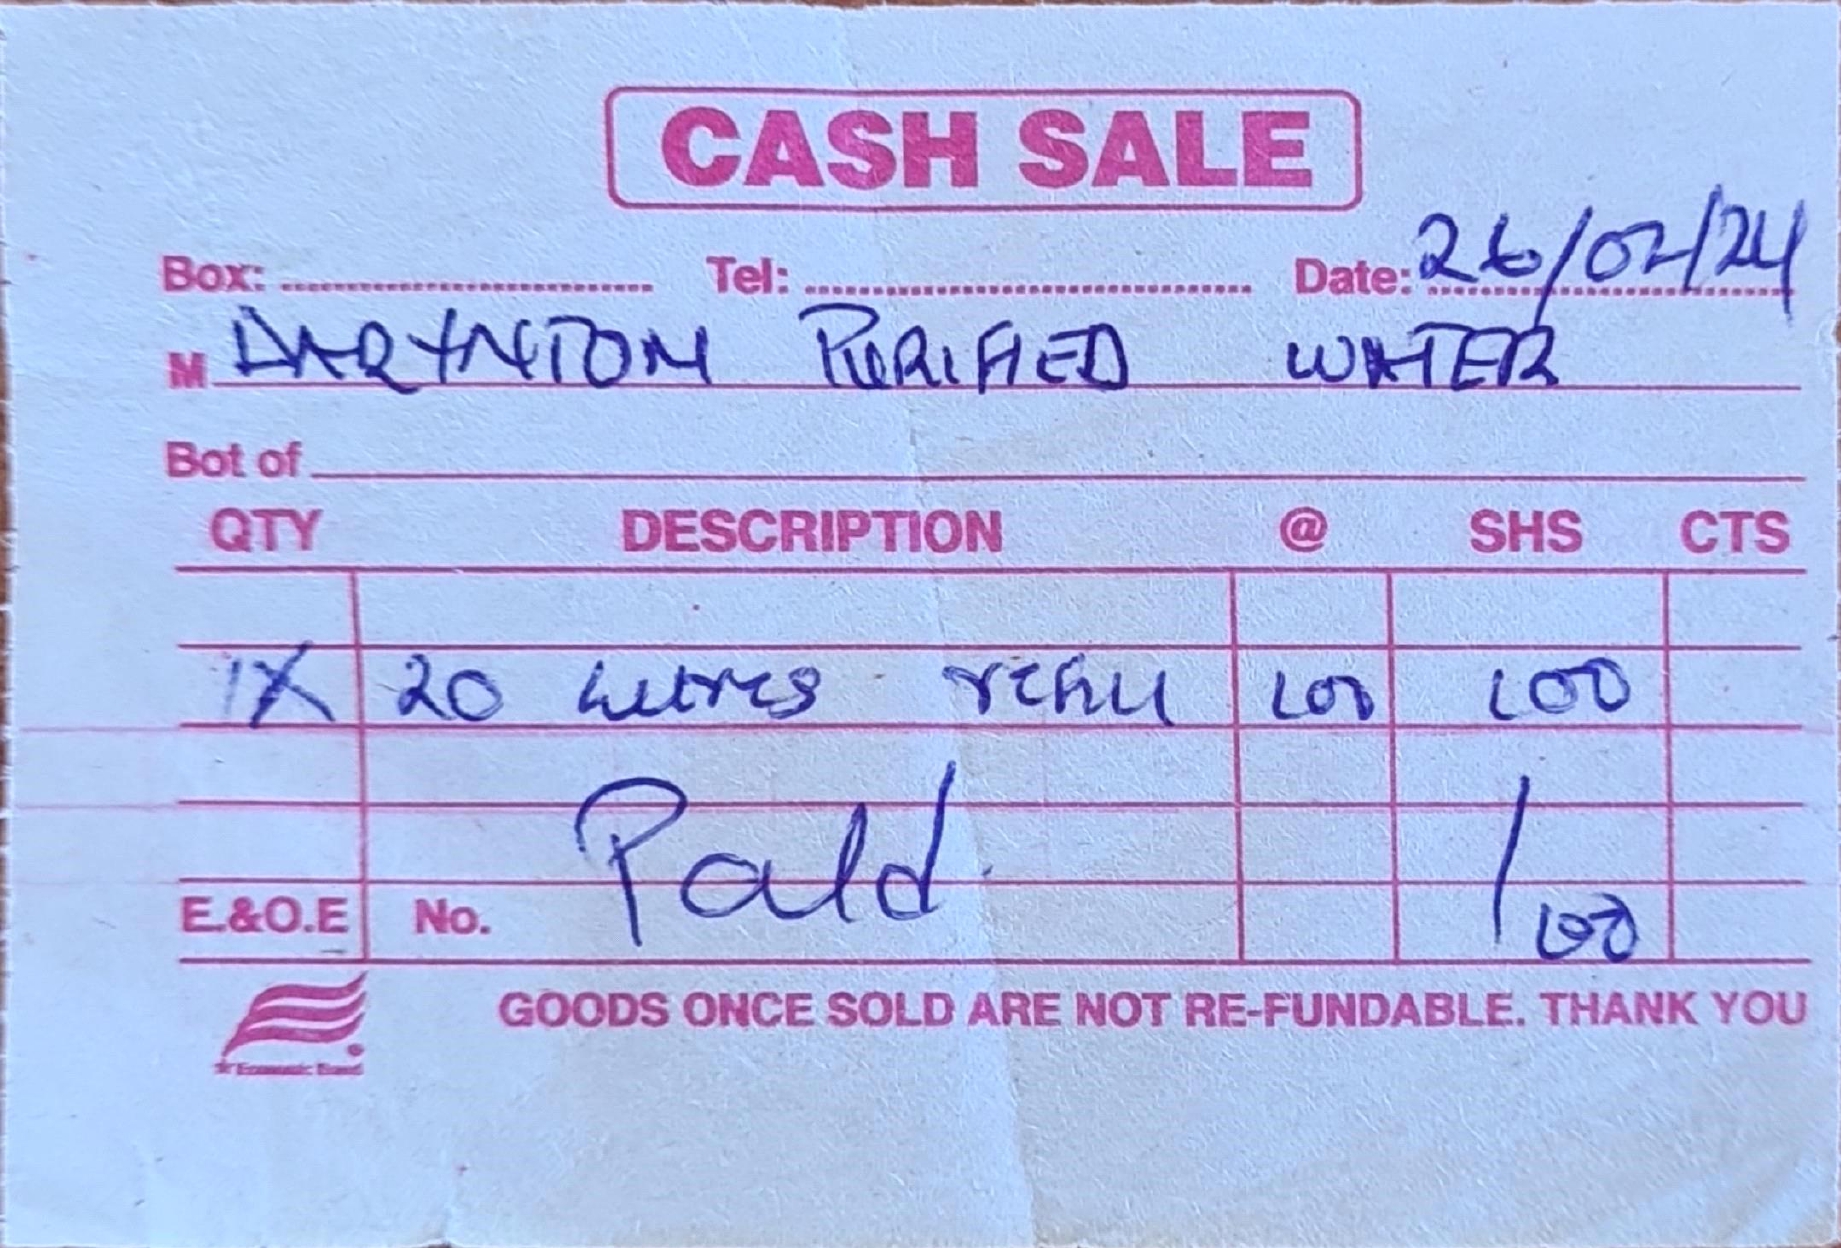 CASH SALE
Box: Tel: Date: 26/02/24
M DARYNTON PURIFIED WATER
Bot of
QTY DESCRIPTION @ SHS CTS
1X 20 Litres refill 100 100
Paid
E.&O.E No. 100
GOODS ONCE SOLD ARE NOT RE-FUNDABLE. THANK YOU